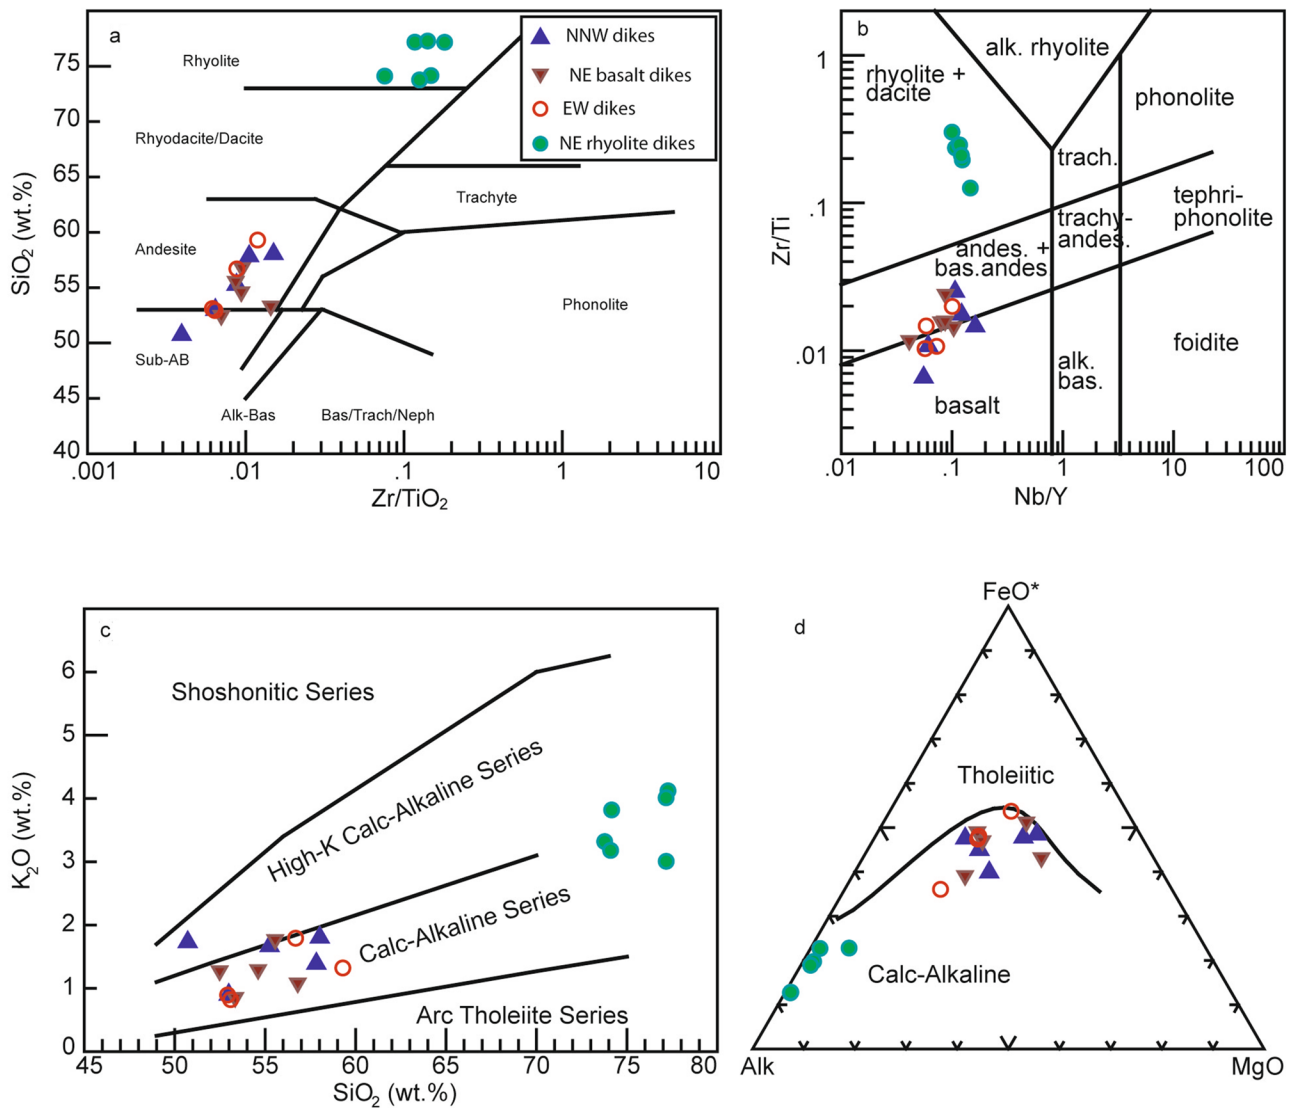 a
75
70
65
60
55
50
45
40
SiO2 (wt.%)
Rhyolite
Rhyodacite/Dacite
Trachyte
Andesite
Phonolite
Sub-AB
Alk-Bas
Bas/Trach/Neph
.001
.01
.1
1
10
Zr/TiO2
NNW dikes
NE basalt dikes
EW dikes
NE rhyolite dikes
b
1
.1
.01
Zr/Ti
alk. rhyolite
rhyolite +
dacite
phonolite
trach.
tephri-
phonolite
trachy-
andes.
andes. +
bas.andes
foidite
alk.
bas.
basalt
.01
.1
1
10
100
Nb/Y
c
6
5
4
3
2
1
0
K2O (wt.%)
Shoshonitic Series
High-K Calc-Alkaline Series
Calc-Alkaline Series
Arc Tholeiite Series
45
50
55
60
65
70
75
80
SiO2 (wt.%)
d
FeO*
Tholeiitic
Calc-Alkaline
Alk
MgO